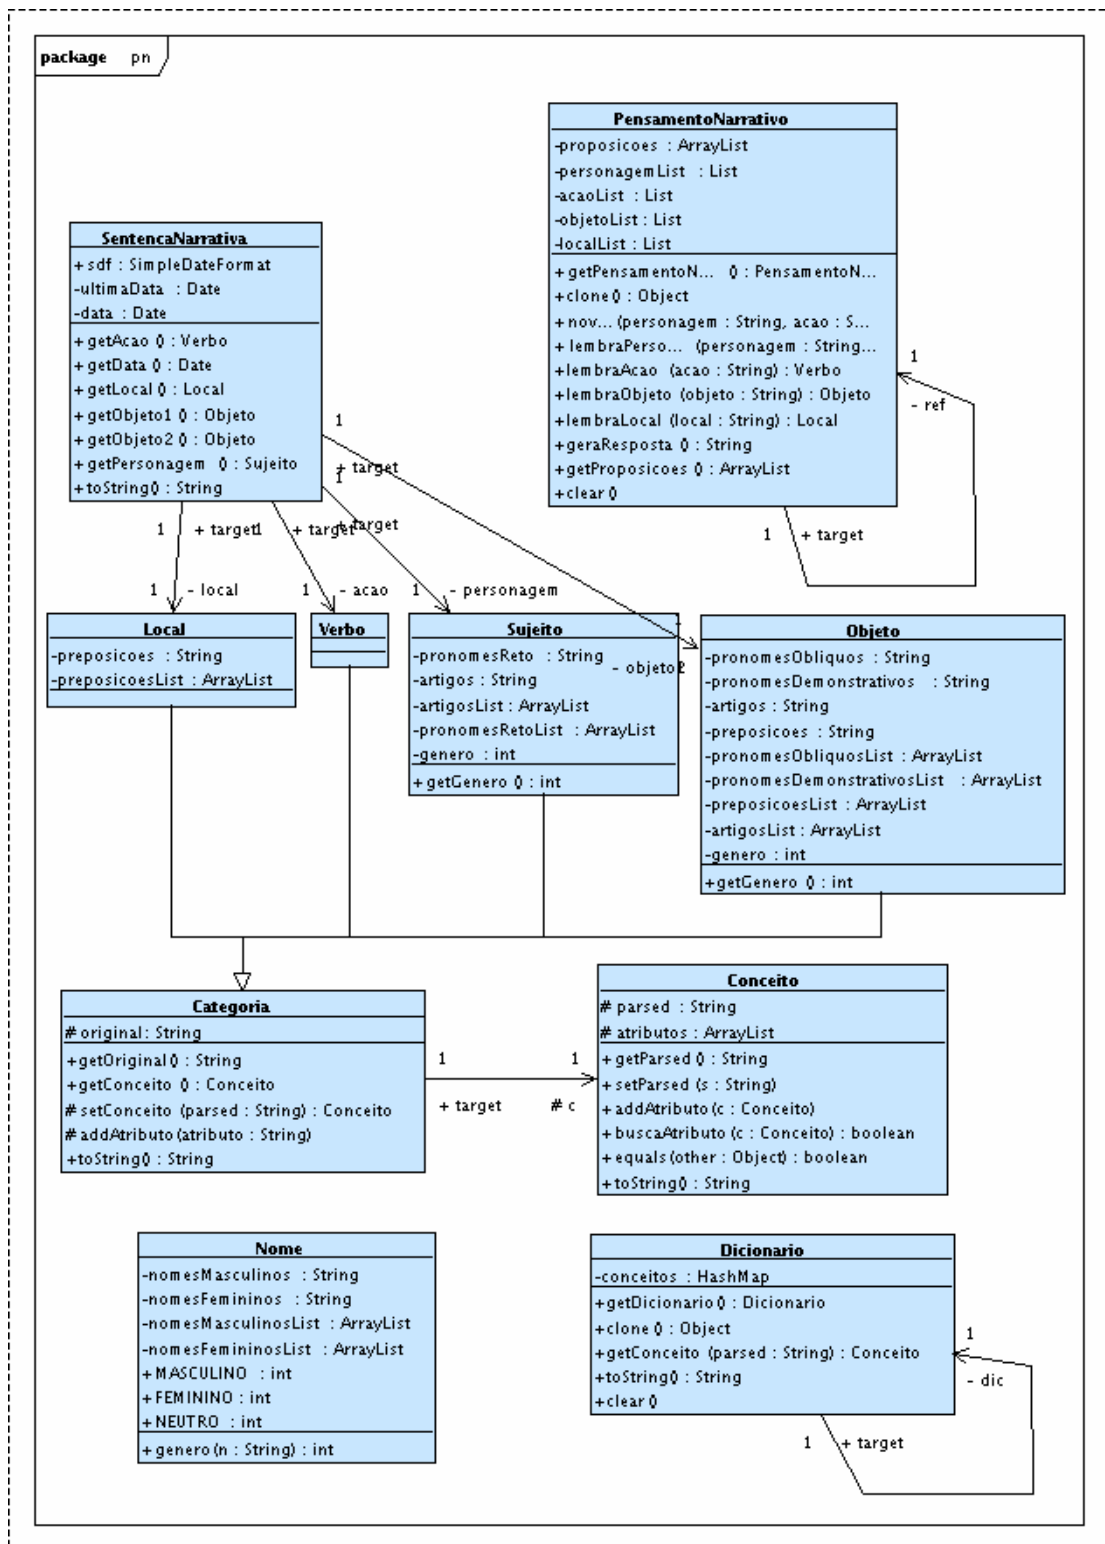 package pn
PensamentoNarrativo
-proposicoes : ArrayList
-personagemList : List
-acaoList : List
-objetoList : List
-localList : List
+ getPensamentoN... () : PensamentoN...
+clone() : Object
+ nov... (personagem : String, acao : S...
+ lembraPerso... (personagem : String...
+lembraAcao (acao : String) : Verbo
+lembraObjeto (objeto : String) : Objeto
+lembraLocal (local : String) : Local
+geraResposta () : String
+getProposicoes () : ArrayList
+clear()
1
- ref
1
+ target
SentencaNarrativa
+ sdf : SimpleDateFormat
-ultimaData : Date
-data : Date
+ getAcao () : Verbo
+ getData () : Date
+ getLocal () : Local
+ getObjeto1 () : Objeto
+ getObjeto2 () : Objeto
+ getPersonagem () : Sujeito
+toString() : String
1
+ target
1
+ target
1
+ target
1
+ target
1
- local
1
- acao
1
- personagem
- objeto2
Local
-preposicoes : String
-preposicoesList : ArrayList
Verbo
Sujeito
-pronomesReto : String
-artigos : String
-artigosList : ArrayList
-pronomesRetoList : ArrayList
-genero : int
+ getGenero () : int
Objeto
-pronomesObliquos : String
-pronomesDemonstrativos : String
-artigos : String
-preposicoes : String
-pronomesObliquosList : ArrayList
-pronomesDemonstrativosList : ArrayList
-preposicoesList : ArrayList
-artigosList : ArrayList
-genero : int
+getGenero () : int
Categoria
# original : String
+getOriginal() : String
+getConceito () : Conceito
# setConceito (parsed : String) : Conceito
# addAtributo (atributo : String)
+toString() : String
1
+ target
1
# c
Conceito
# parsed : String
# atributos : ArrayList
+ getParsed () : String
+ setParsed (s : String)
+ addAtributo (c : Conceito)
+ buscaAtributo (c : Conceito) : boolean
+ equals (other : Object) : boolean
+ toString() : String
Nome
-nomesMasculinos : String
-nomesFemininos : String
-nomesMasculinosList : ArrayList
-nomesFemininosList : ArrayList
+ MASCULINO : int
+ FEMININO : int
+ NEUTRO : int
+ genero (n : String) : int
Dicionario
-conceitos : HashMap
+getDicionario() : Dicionario
+clone () : Object
+getConceito (parsed : String) : Conceito
+toString() : String
+clear()
1
- dic
1
+ target